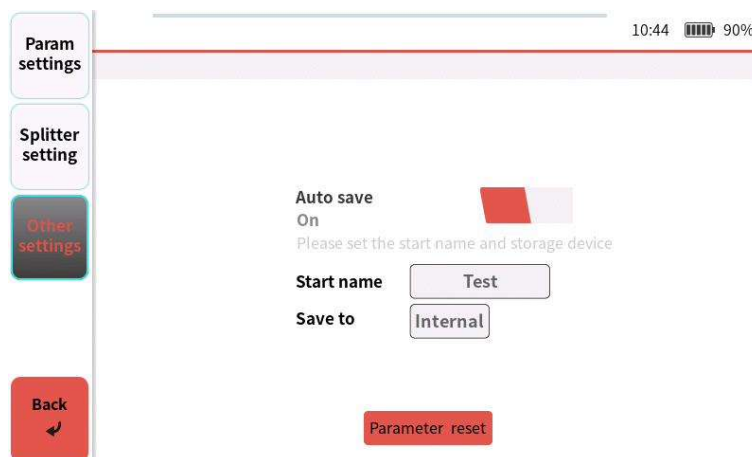 10:44 90%
Param
settings
Splitter
setting
Other
settings
Back
Auto save
On
Please set the start name and storage device
Start name Test
Save to Internal
Parameter reset